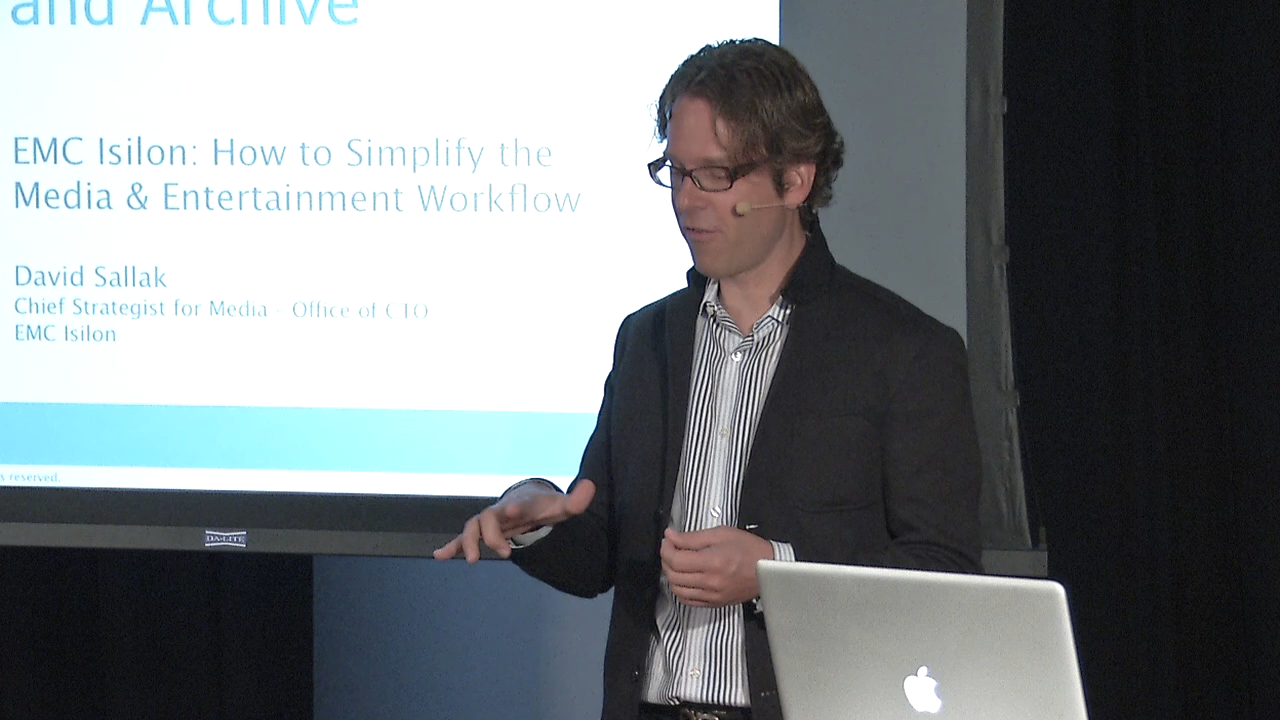 and Archive
EMC Isilon: How to Simplify the
Media & Entertainment Workflow
David Sallak
Chief Strategist for Media - Office of CTO
EMC Isilon
s reserved.
DA-LITE